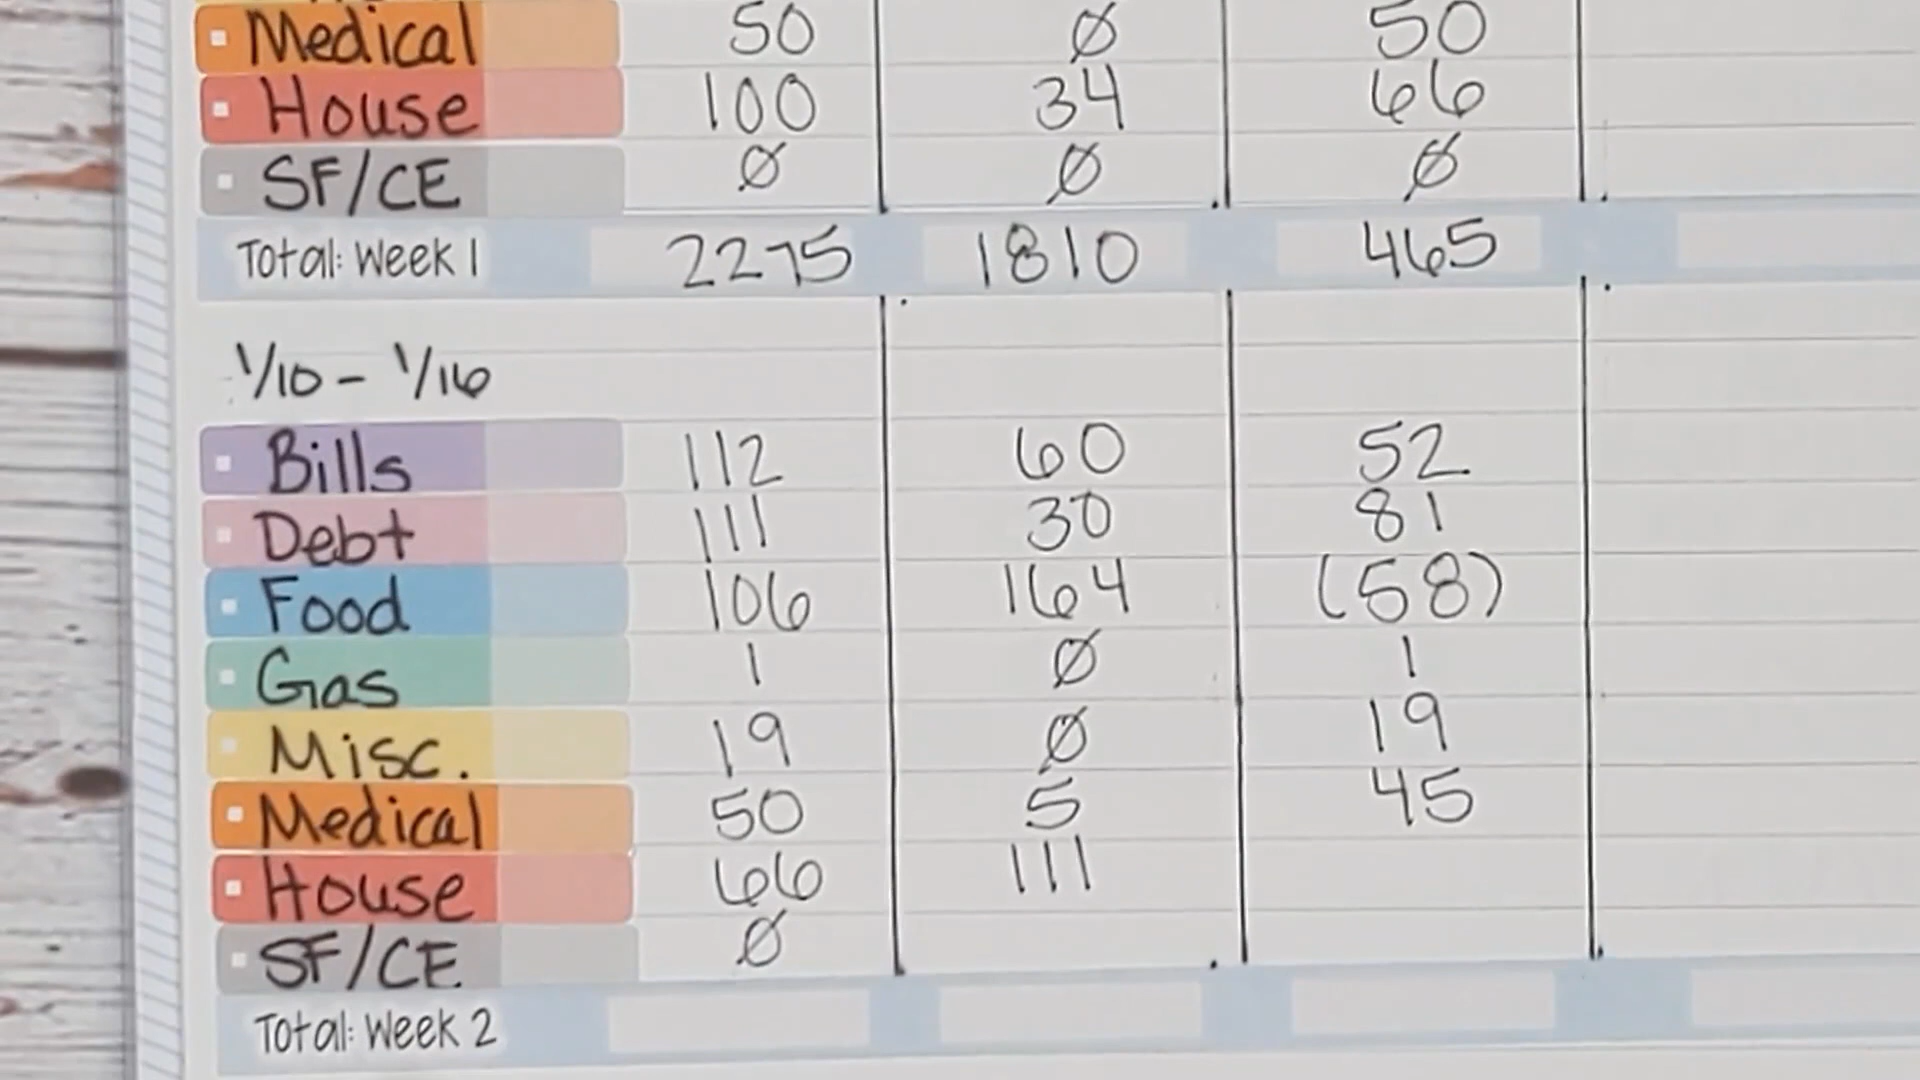 Medical 50 Ø 50
House 100 34 66
SF/CE Ø Ø Ø
Total: Week 1 2275 1810 465
1/10 - 1/16
Bills 112 60 52
Debt 111 30 81
Food 106 164 (58)
Gas 1 Ø 1
Misc. 19 Ø 19
Medical 50 5 45
House 66 111
SF/CE Ø
Total: Week 2